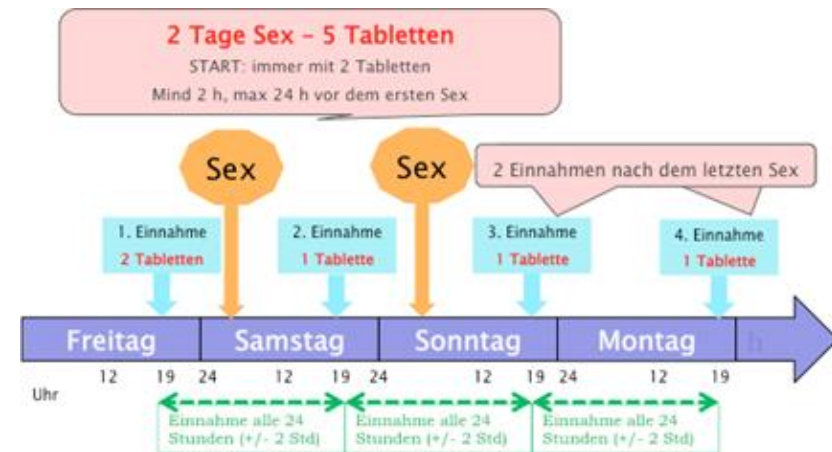 2 Tage Sex – 5 Tabletten
START: immer mit 2 Tabletten
Mind 2 h, max 24 h vor dem ersten Sex
Sex
Sex
2 Einnahmen nach dem letzten Sex
1. Einnahme
2 Tabletten
2. Einnahme
1 Tablette
3. Einnahme
1 Tablette
4. Einnahme
1 Tablette
Freitag
Samstag
Sonntag
Montag
h
Uhr
12 19 24 12 19 24 12 19 24 12 19
Einnahme alle 24
Stunden (+/- 2 Std)
Einnahme alle 24
Stunden (+/- 2 Std)
Einnahme alle 24
Stunden (+/- 2 Std)